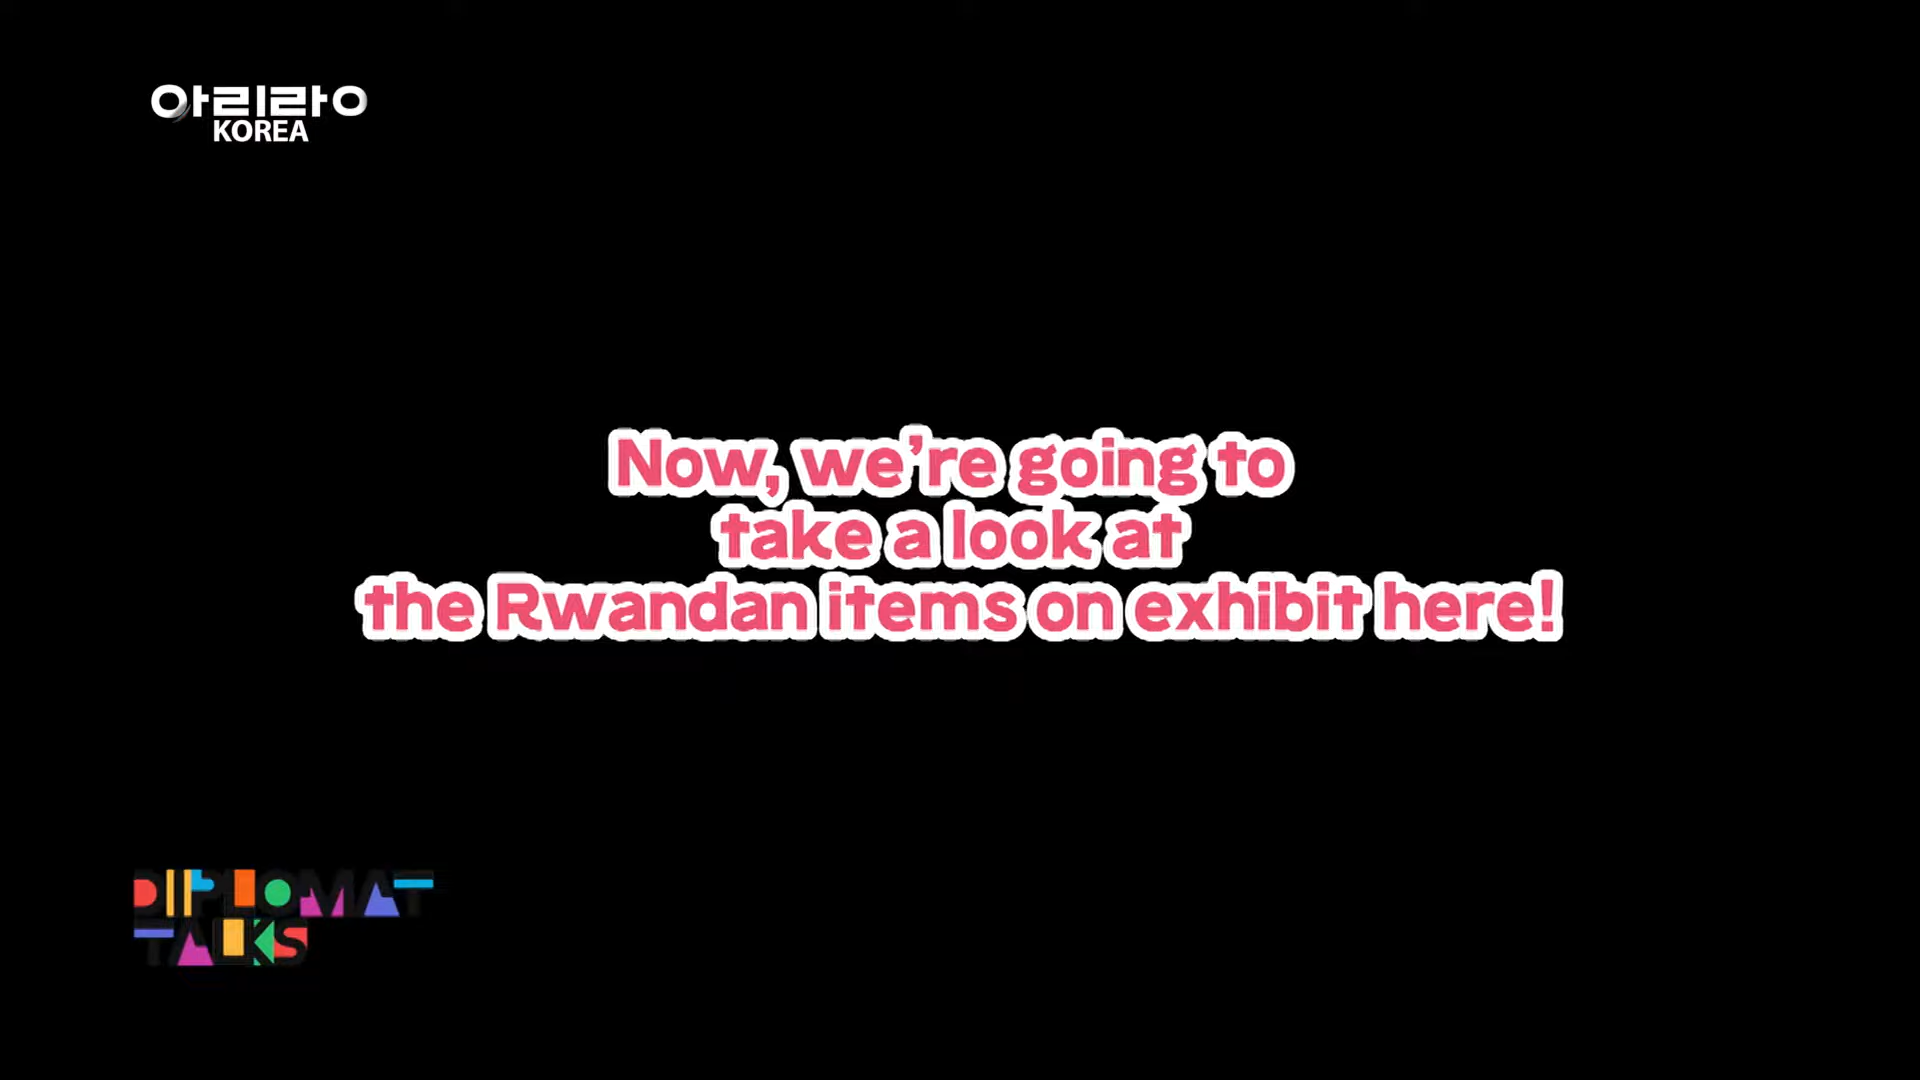 아리랑
KOREA
Now, we're going to
take a look at
the Rwandan items on exhibit here!
DIPLOMAT
TALKS